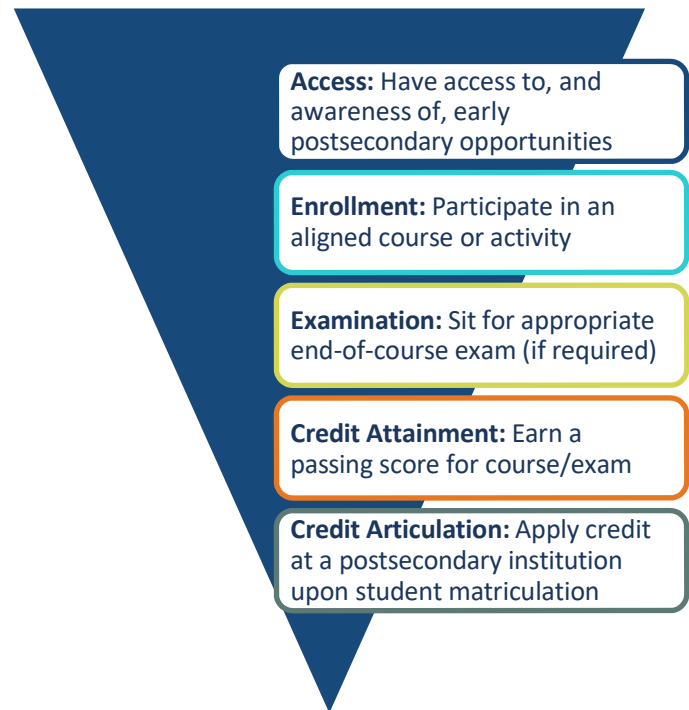 Access: Have access to, and
awareness of, early
postsecondary opportunities
Enrollment: Participate in an
aligned course or activity
Examination: Sit for appropriate
end-of-course exam (if required)
Credit Attainment: Earn a
passing score for course/exam
Credit Articulation: Apply credit
at a postsecondary institution
upon student matriculation